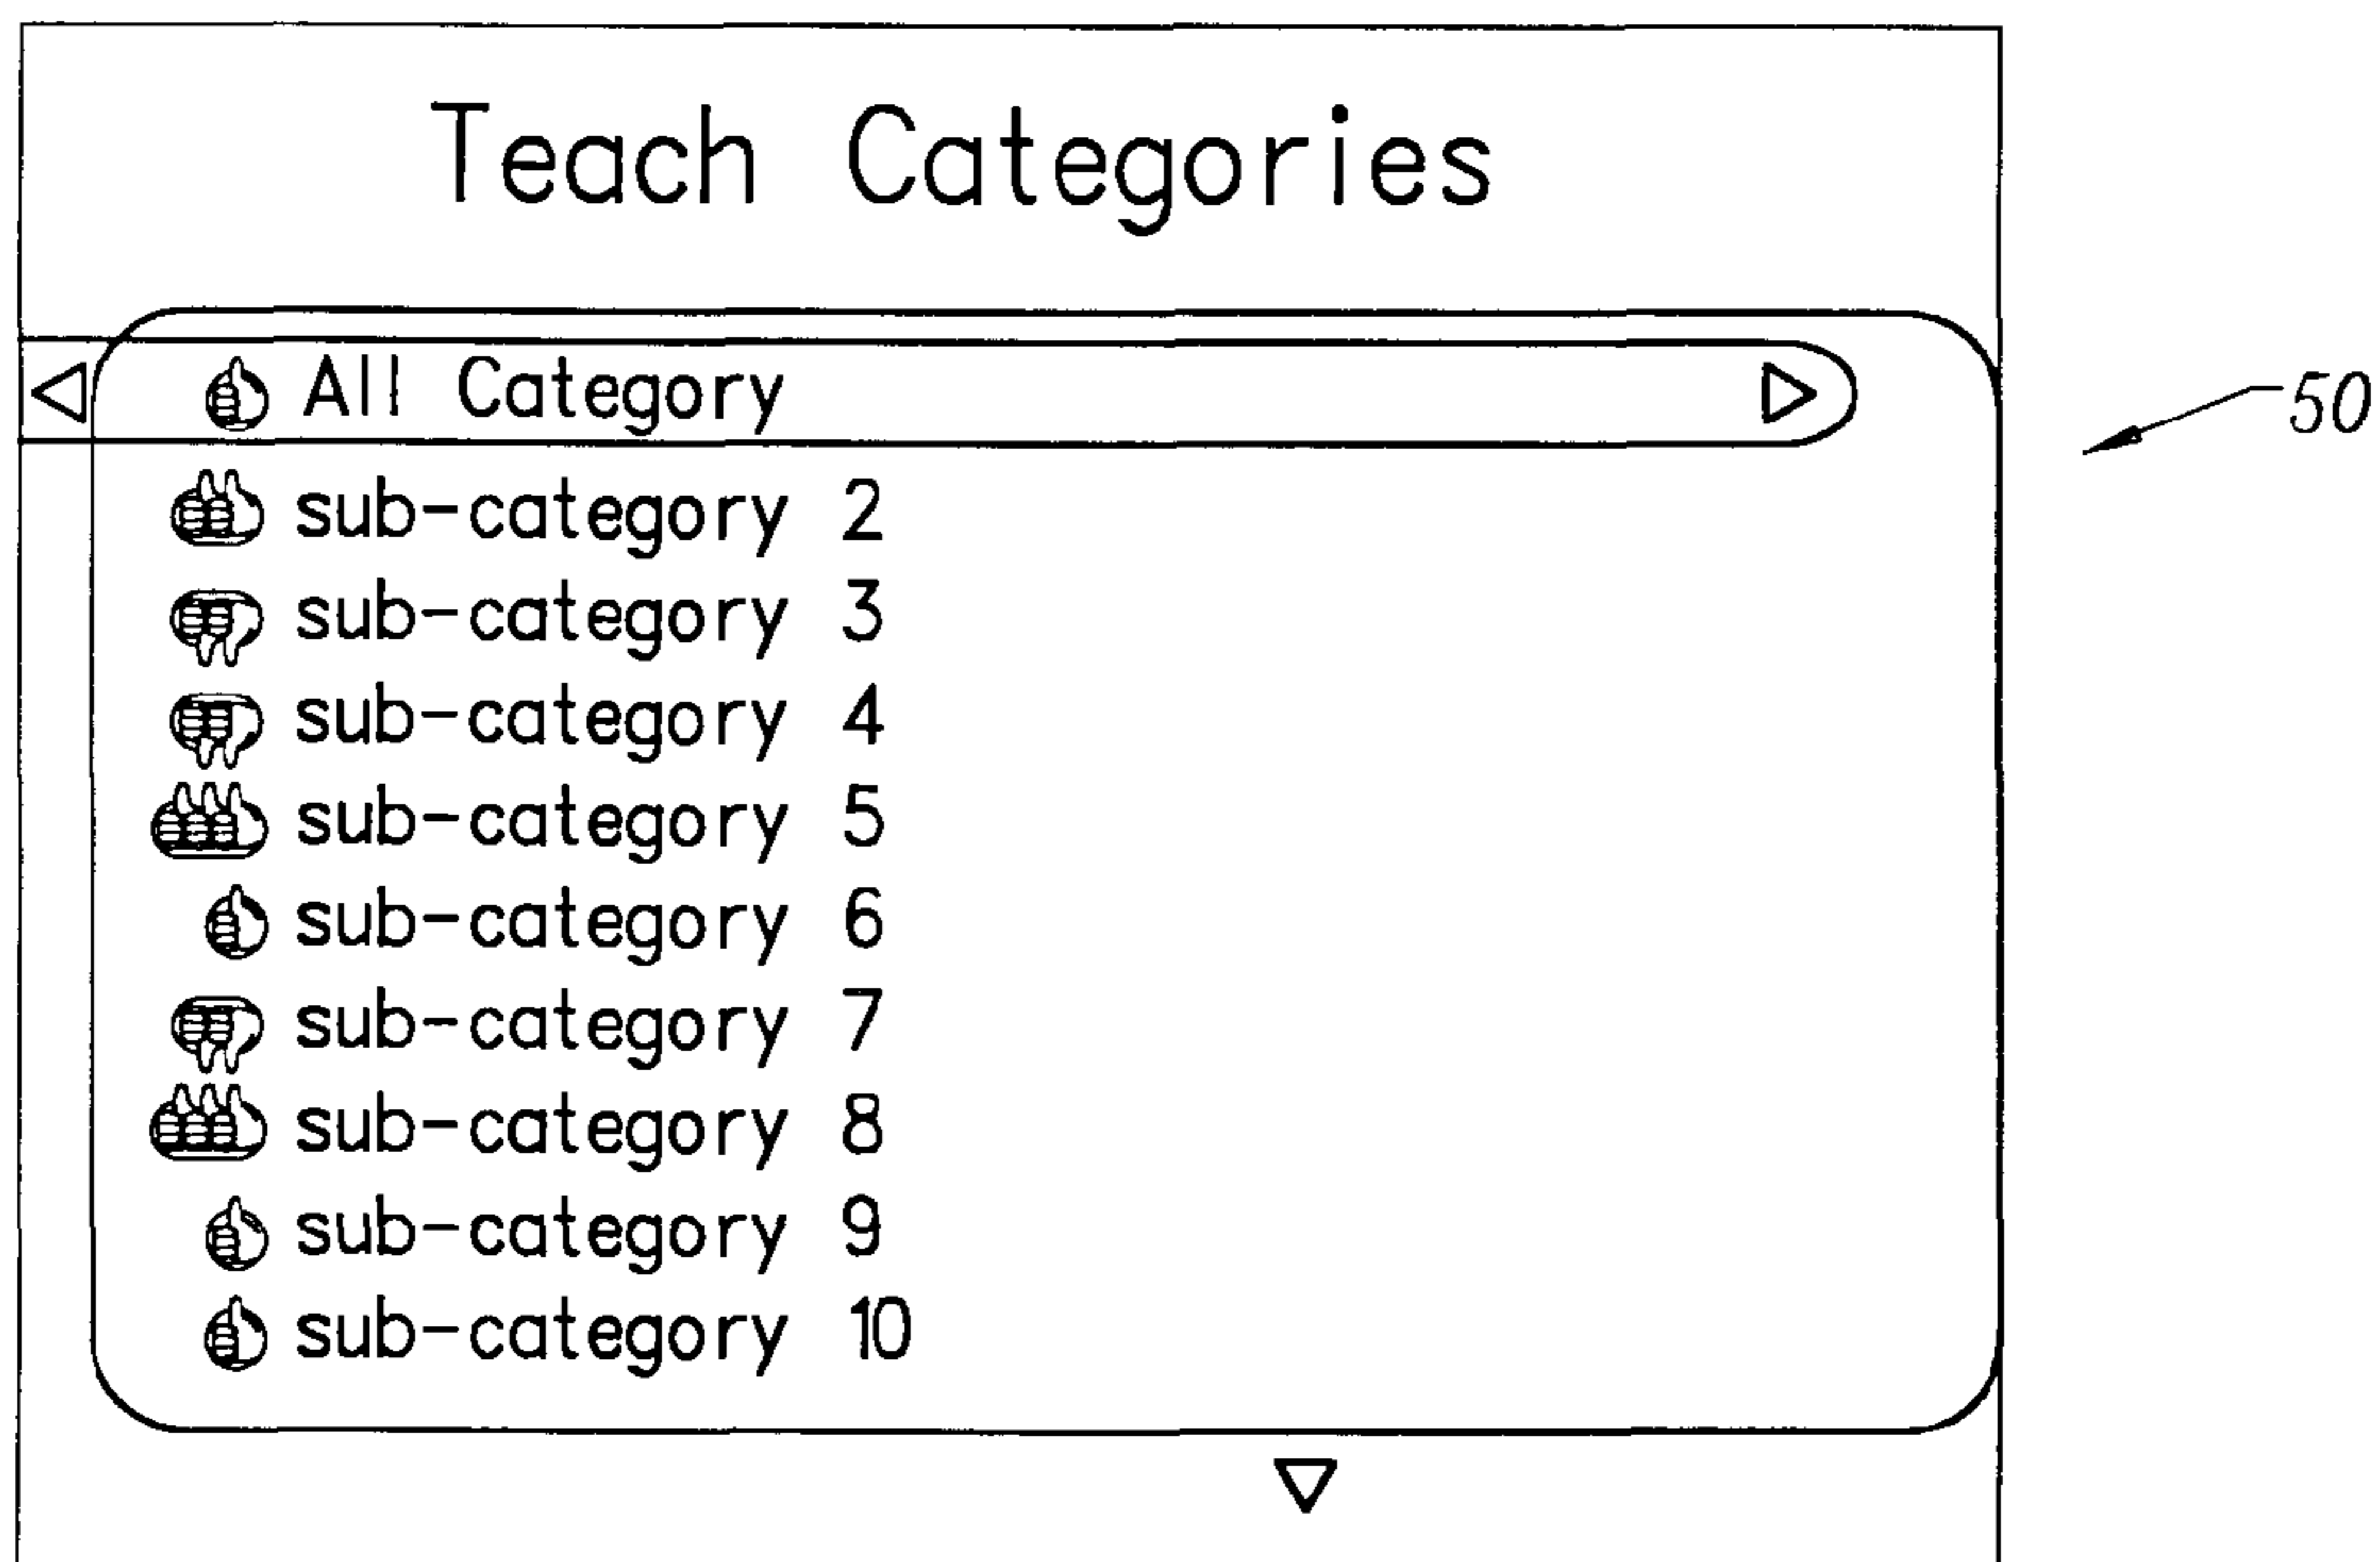 Teach Categories
All Category
50
sub-category 2
sub-category 3
sub-category 4
sub-category 5
sub-category 6
sub-category 7
sub-category 8
sub-category 9
sub-category 10